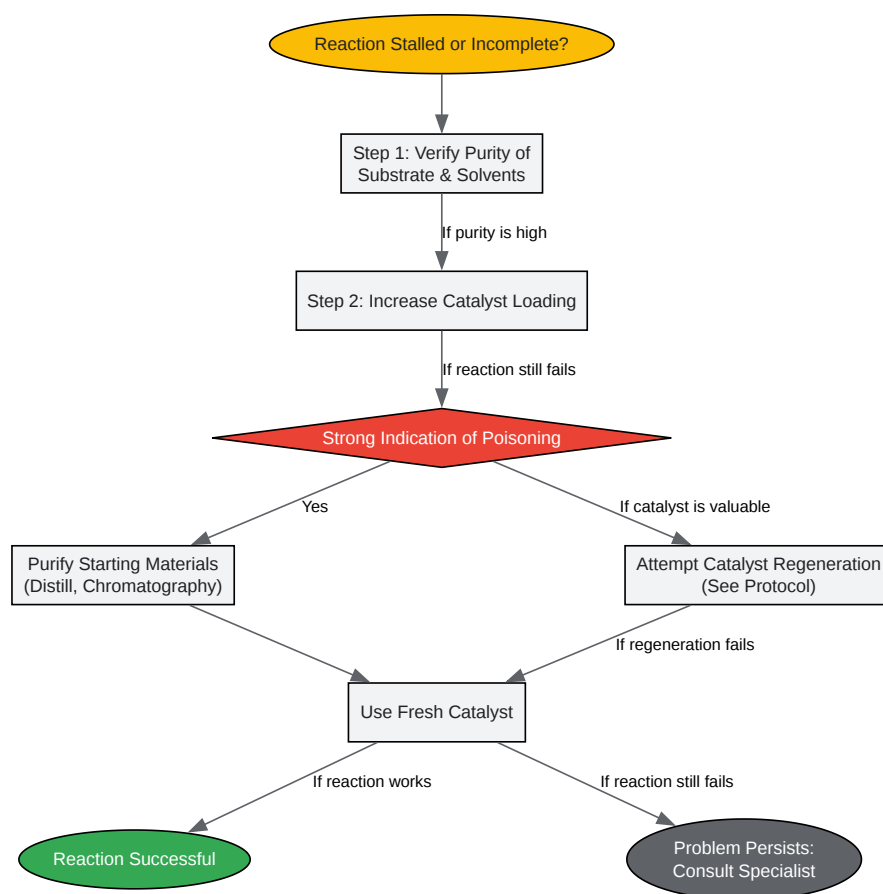 Reaction Stalled or Incomplete?
Step 1: Verify Purity of
Substrate & Solvents
If purity is high
Step 2: Increase Catalyst Loading
If reaction still fails
Strong Indication of Poisoning
Yes
If catalyst is valuable
Purify Starting Materials
(Distill, Chromatography)
Attempt Catalyst Regeneration
(See Protocol)
If regeneration fails
Use Fresh Catalyst
If reaction works
If reaction still fails
Reaction Successful
Problem Persists:
Consult Specialist